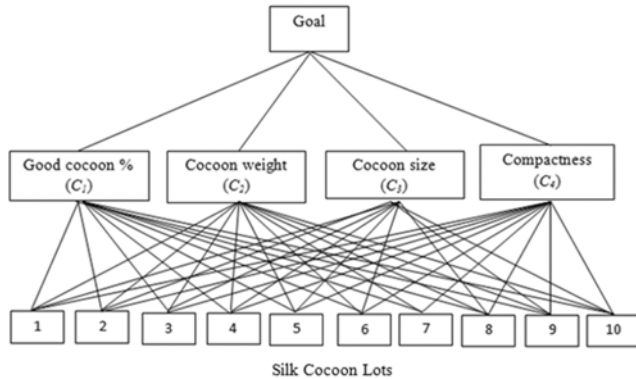 Goal
Good cocoon %
(C₁)
Cocoon weight
(C₂)
Cocoon size
(C₃)
Compactness
(C₄)
1 2 3 4 5 6 7 8 9 10
Silk Cocoon Lots